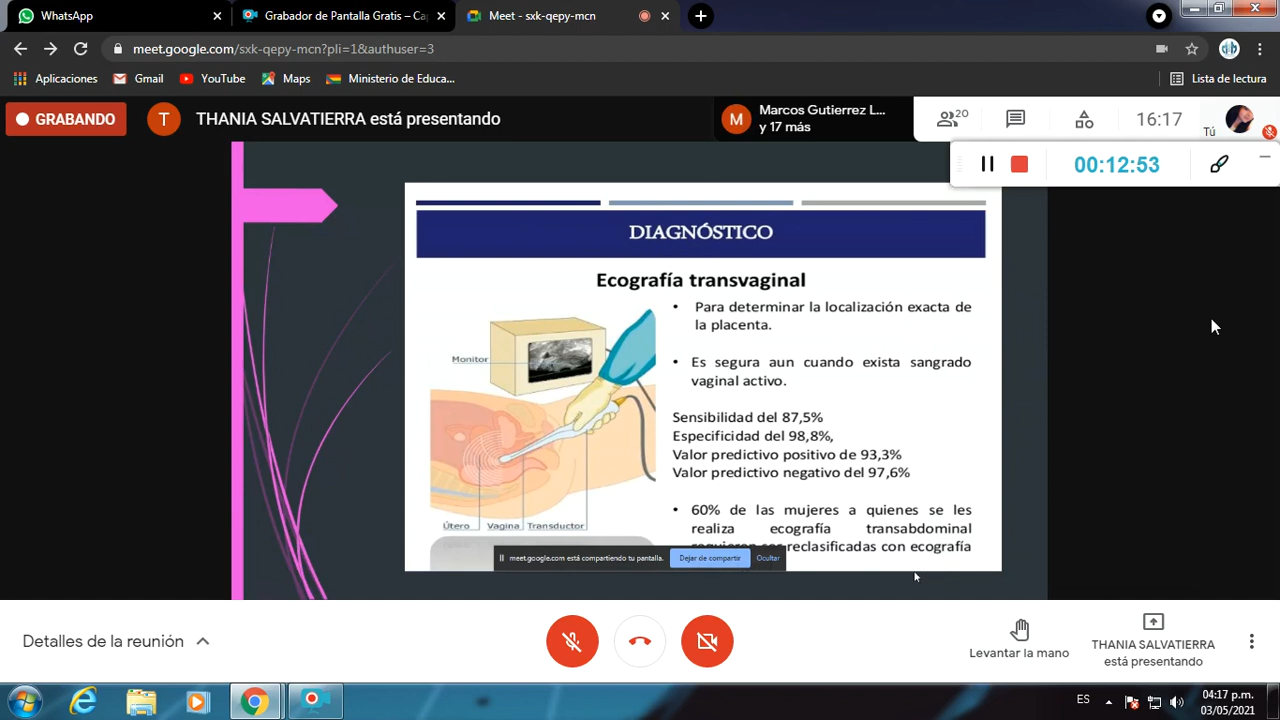 WhatsApp
Grabador de Pantalla Gratis – Ca
Meet - sxk-qepy-mcn
meet.google.com/sxk-qepy-mcn?pli=1&authuser=3
Aplicaciones
Gmail
YouTube
Maps
Ministerio de Educa...
Lista de lectura
GRABANDO
T
THANIA SALVATIERRA está presentando
M
Marcos Gutierrez L...
y 17 más
20
16:17
Tú
00:12:53
DIAGNÓSTICO
Ecografía transvaginal
• Para determinar la localización exacta de
la placenta.
• Es segura aun cuando exista sangrado
vaginal activo.
Sensibilidad del 87,5%
Especificidad del 98,8%,
Valor predictivo positivo de 93,3%
Valor predictivo negativo del 97,6%
• 60% de las mujeres a quienes se les
realiza ecografía transabdominal
reclasificadas con ecografía
Monitor
Útero Vagina Transductor
meet.google.com está compartiendo tu pantalla.
Dejar de compartir
Ocultar
Detalles de la reunión
Levantar la mano
THANIA SALVATIERRA
está presentando
ES
04:17 p.m.
03/05/2021